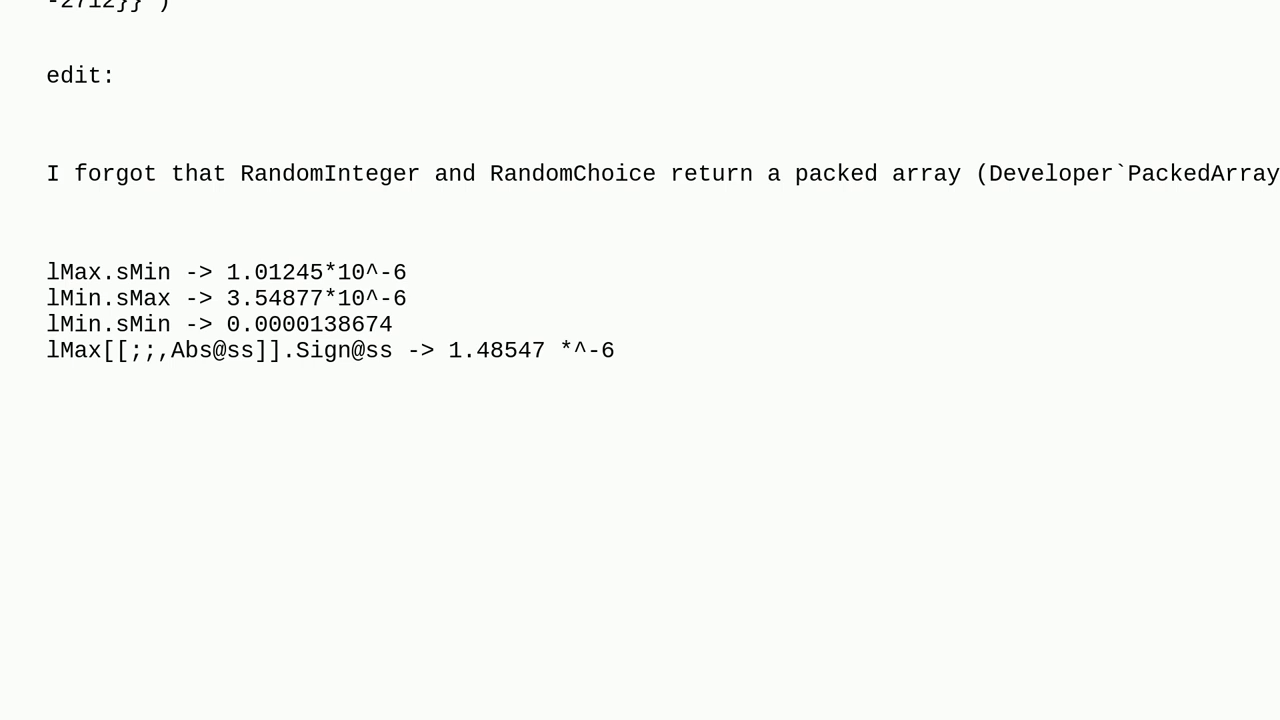 -2712}} )
edit:
I forgot that RandomInteger and RandomChoice return a packed array (Developer`PackedArray
lMax.sMin -> 1.01245*10^-6
lMin.sMax -> 3.54877*10^-6
lMin.sMin -> 0.0000138674
lMax[[;;,Abs@ss]].Sign@ss -> 1.48547 *^-6